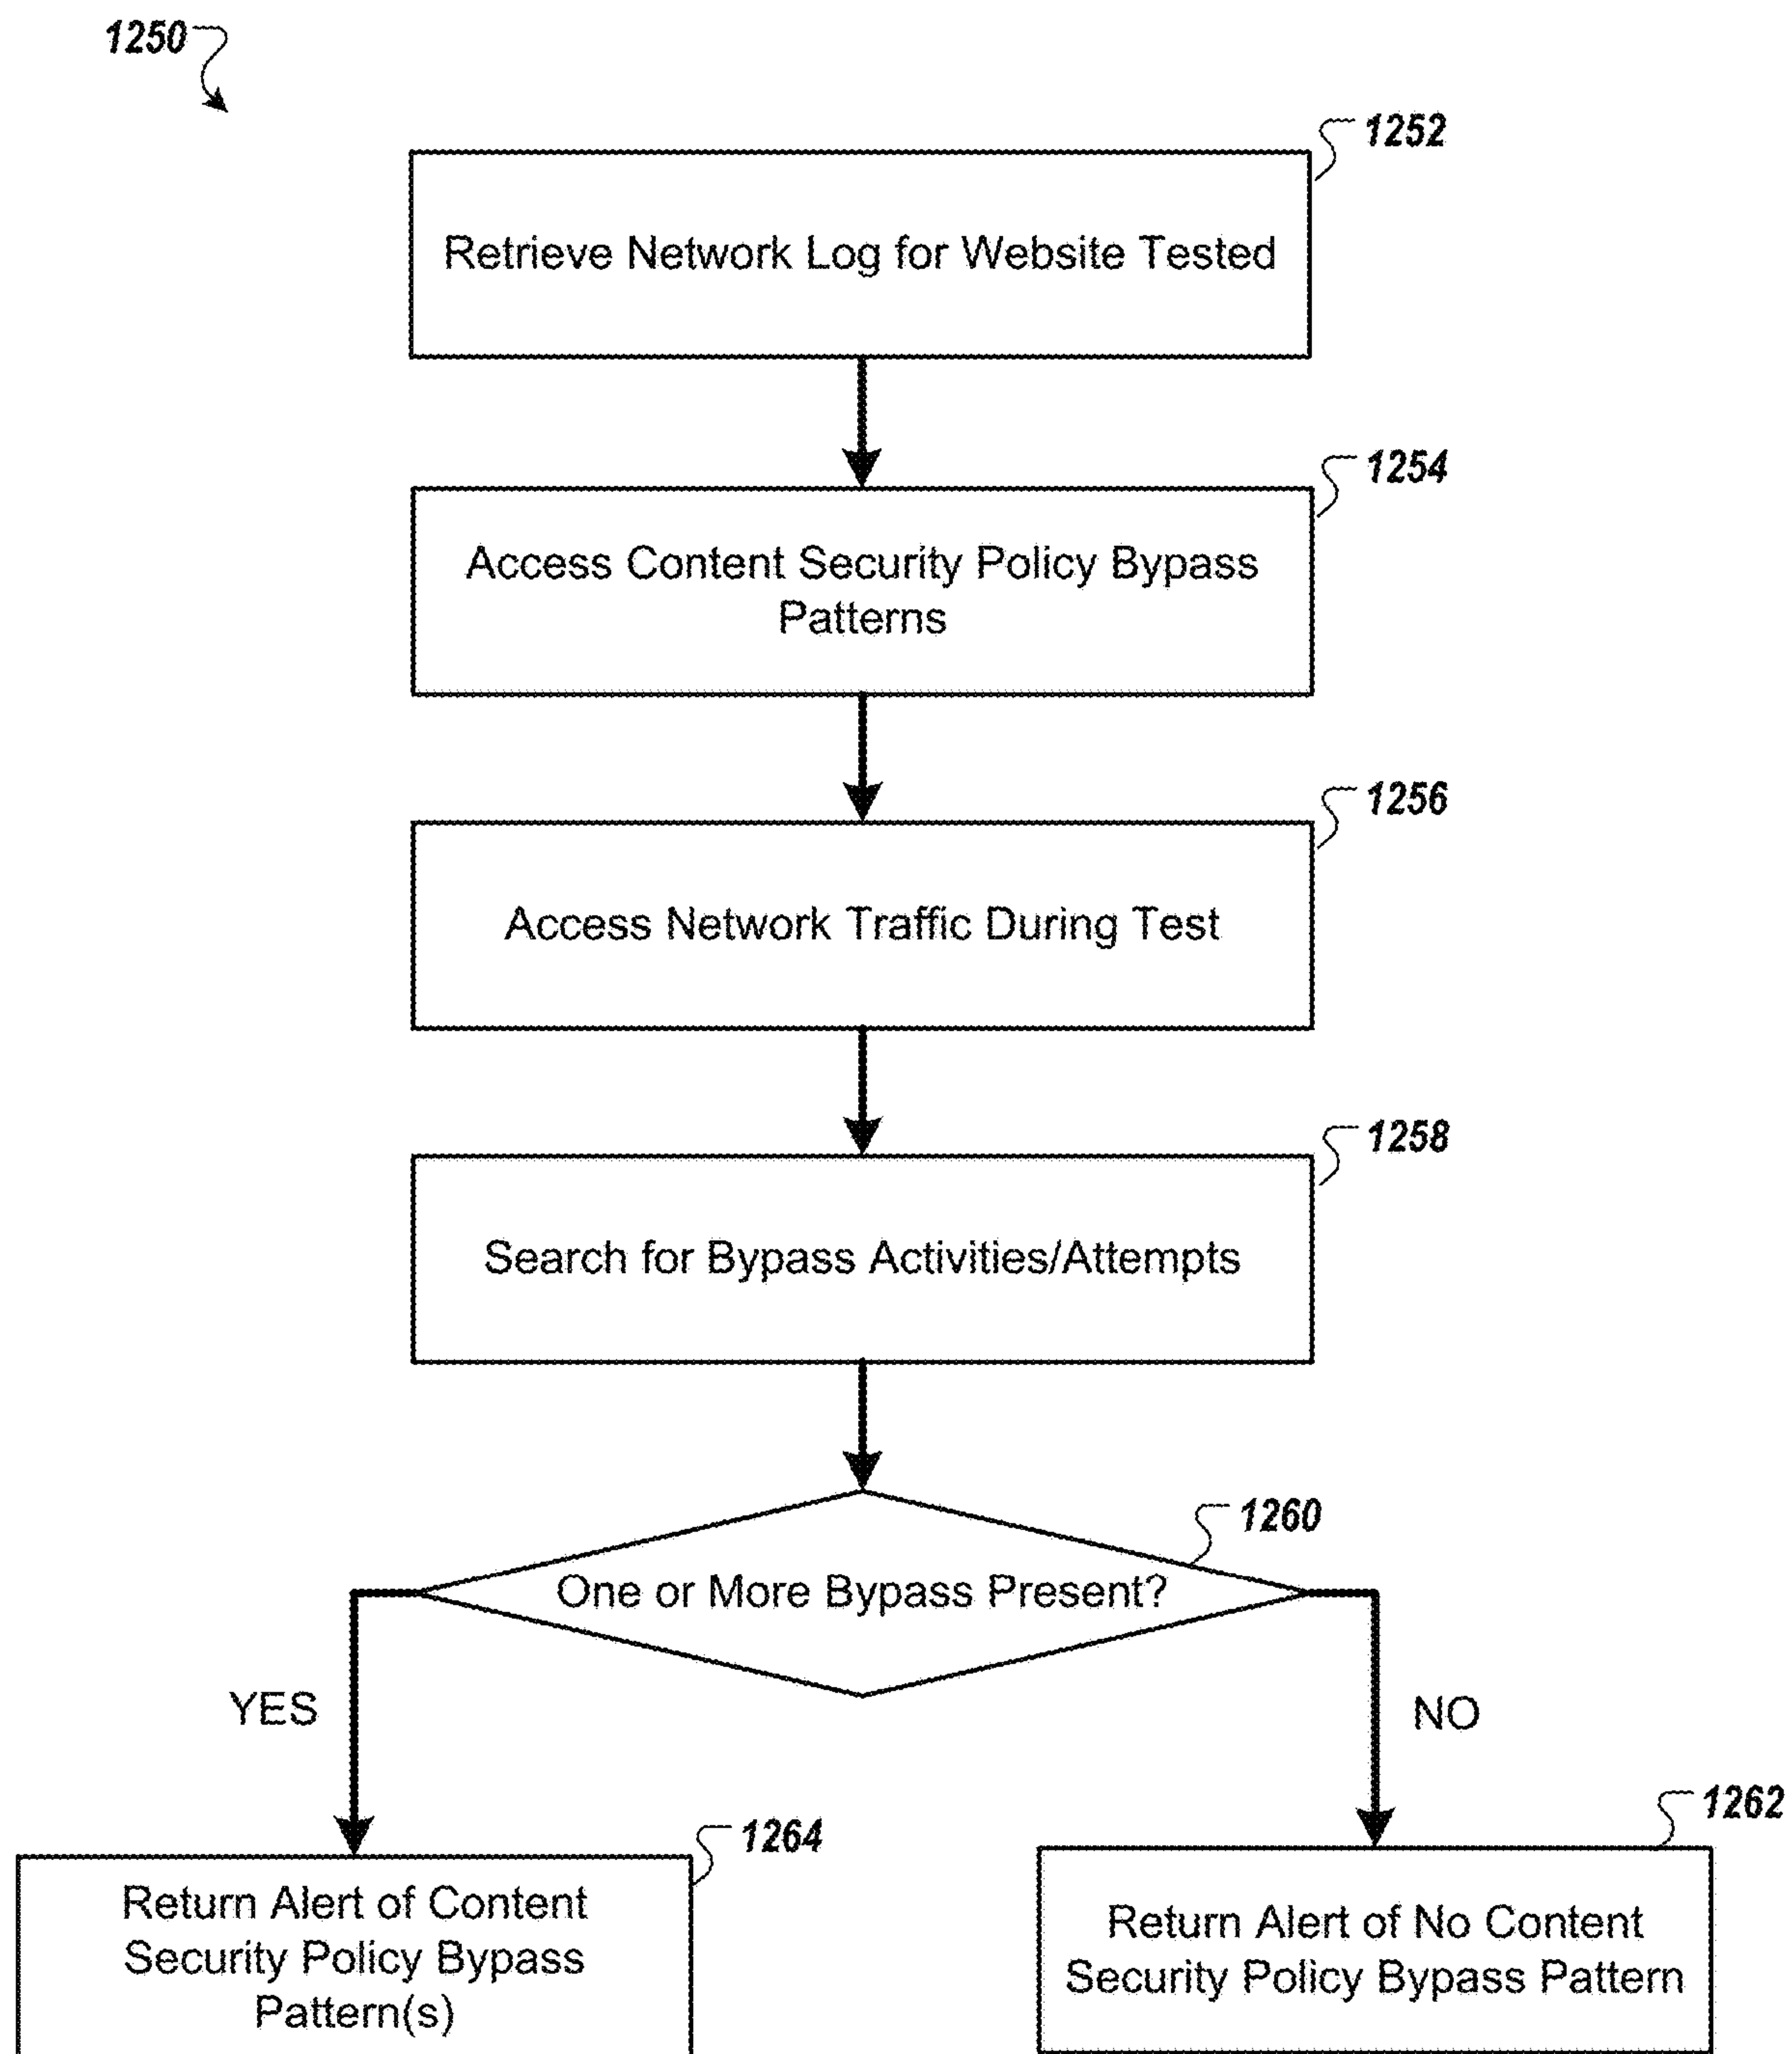 1250
1252
Retrieve Network Log for Website Tested
1254
Access Content Security Policy Bypass
Patterns
1256
Access Network Traffic During Test
1258
Search for Bypass Activities/Attempts
1260
One or More Bypass Present?
YES
NO
1264
Return Alert of Content
Security Policy Bypass
Pattern(s)
1262
Return Alert of No Content
Security Policy Bypass Pattern